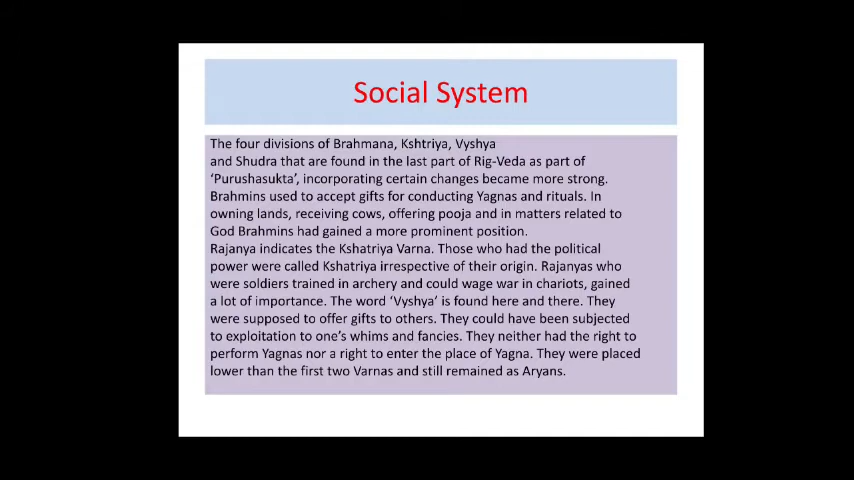 Social System
The four divisions of Brahmana, Kshtriya, Vyshya
and Shudra that are found in the last part of Rig-Veda as part of
‘Purushasukta’, incorporating certain changes became more strong.
Brahmins used to accept gifts for conducting Yagnas and rituals. In
owning lands, receiving cows, offering pooja and in matters related to
God Brahmins had gained a more prominent position.
Rajanya indicates the Kshatriya Varna. Those who had the political
power were called Kshatriya irrespective of their origin. Rajanyas who
were soldiers trained in archery and could wage war in chariots, gained
a lot of importance. The word ‘Vyshya’ is found here and there. They
were supposed to offer gifts to others. They could have been subjected
to exploitation to one’s whims and fancies. They neither had the right to
perform Yagnas nor a right to enter the place of Yagna. They were placed
lower than the first two Varnas and still remained as Aryans.